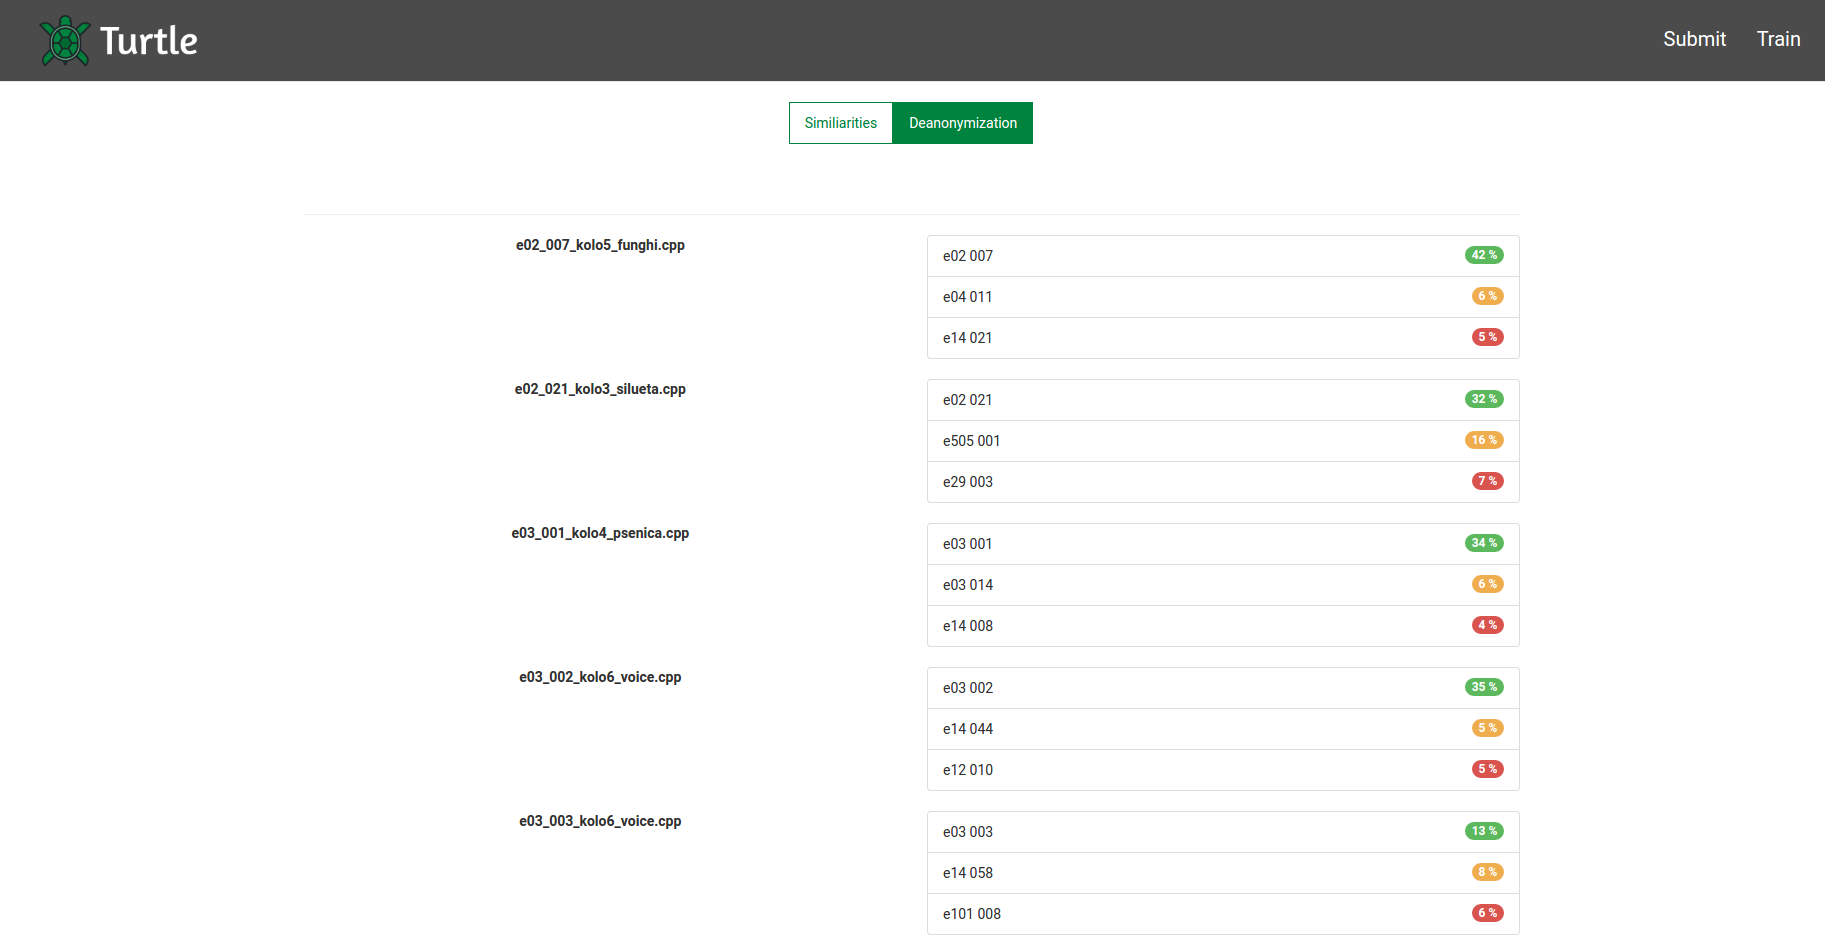 Turtle
Submit Train
Similiarities Deanonymization
e02_007_kolo5_funghi.cpp
e02 007 42 %
e04 011 6 %
e14 021 5 %
e02_021_kolo3_silueta.cpp
e02 021 32 %
e505 001 16 %
e29 003 7 %
e03_001_kolo4_psenica.cpp
e03 001 34 %
e03 014 6 %
e14 008 4 %
e03_002_kolo6_voice.cpp
e03 002 35 %
e14 044 5 %
e12 010 5 %
e03_003_kolo6_voice.cpp
e03 003 13 %
e14 058 8 %
e101 008 6 %